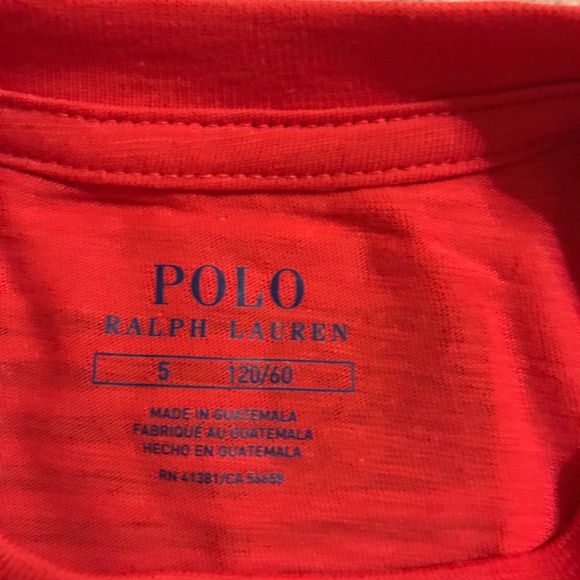 POLO
RALPH LAUREN
5 120/60
MADE IN GUATEMALA
FABRIQUÉ AU GUATEMALA
HECHO EN GUATEMALA
RN 41381/CA 56658